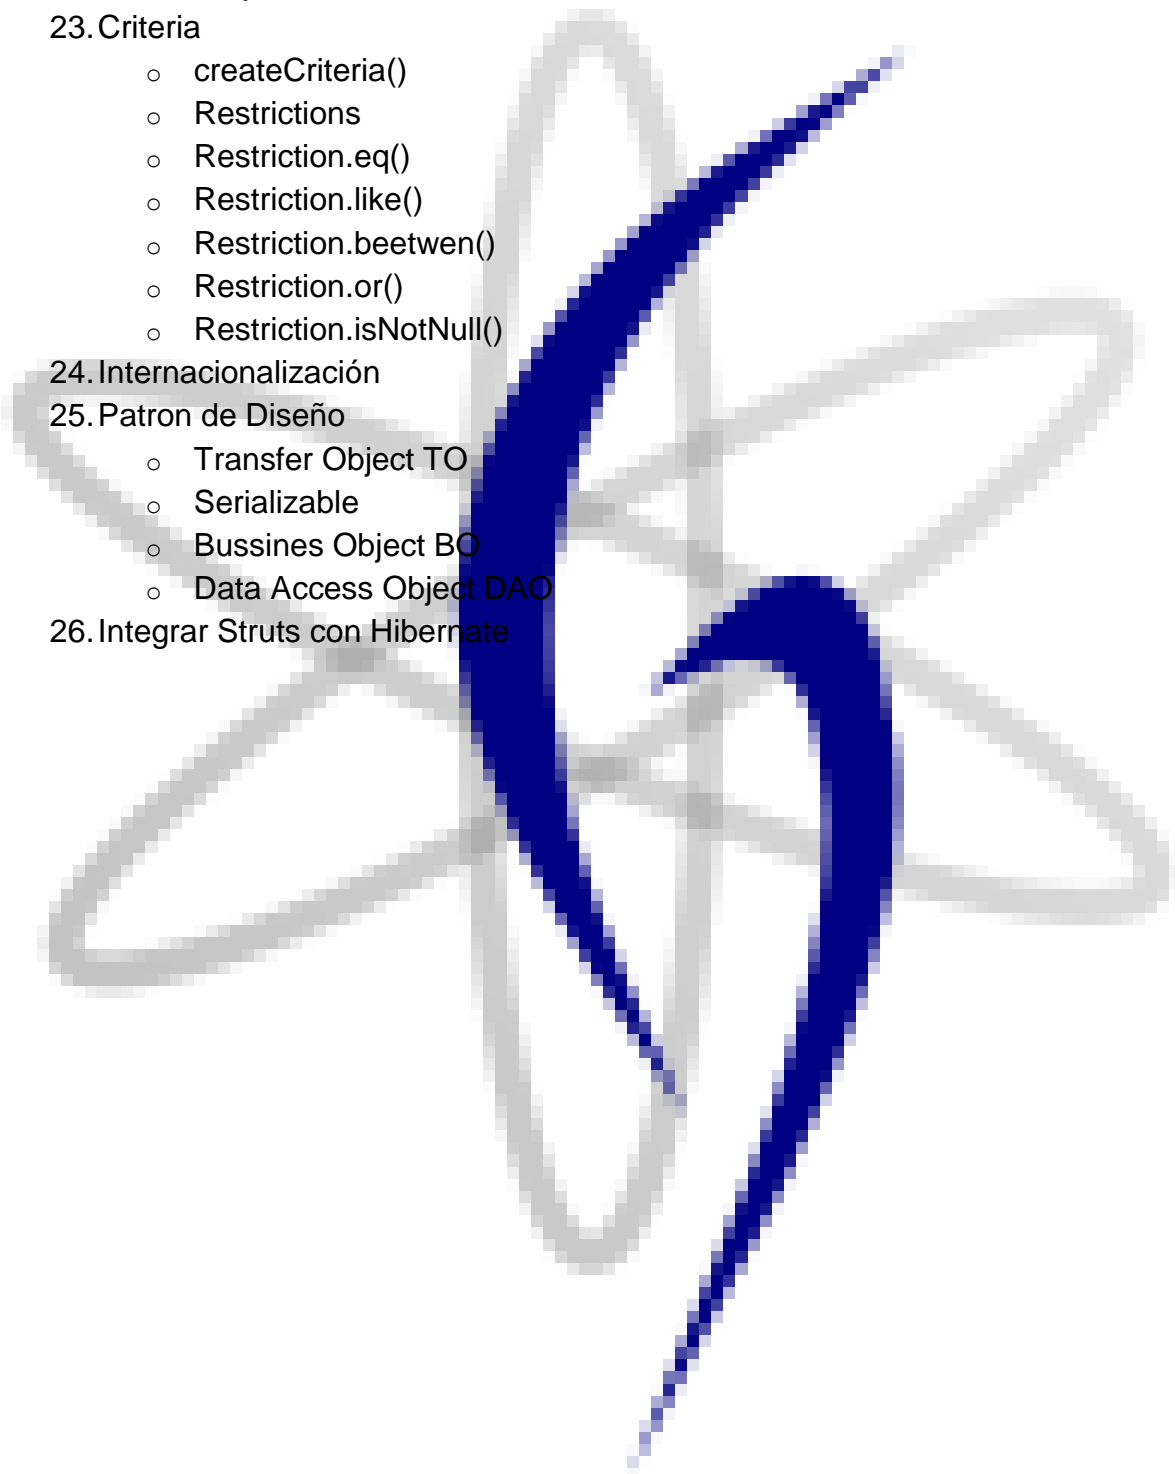 23. Criteria
○ createCriteria()
○ Restrictions
○ Restriction.eq()
○ Restriction.like()
○ Restriction.beetwen()
○ Restriction.or()
○ Restriction.isNotNull()
24. Internacionalización
25. Patron de Diseño
○ Transfer Object TO
○ Serializable
○ Bussines Object BO
○ Data Access Object DAO
26. Integrar Struts con Hibernate